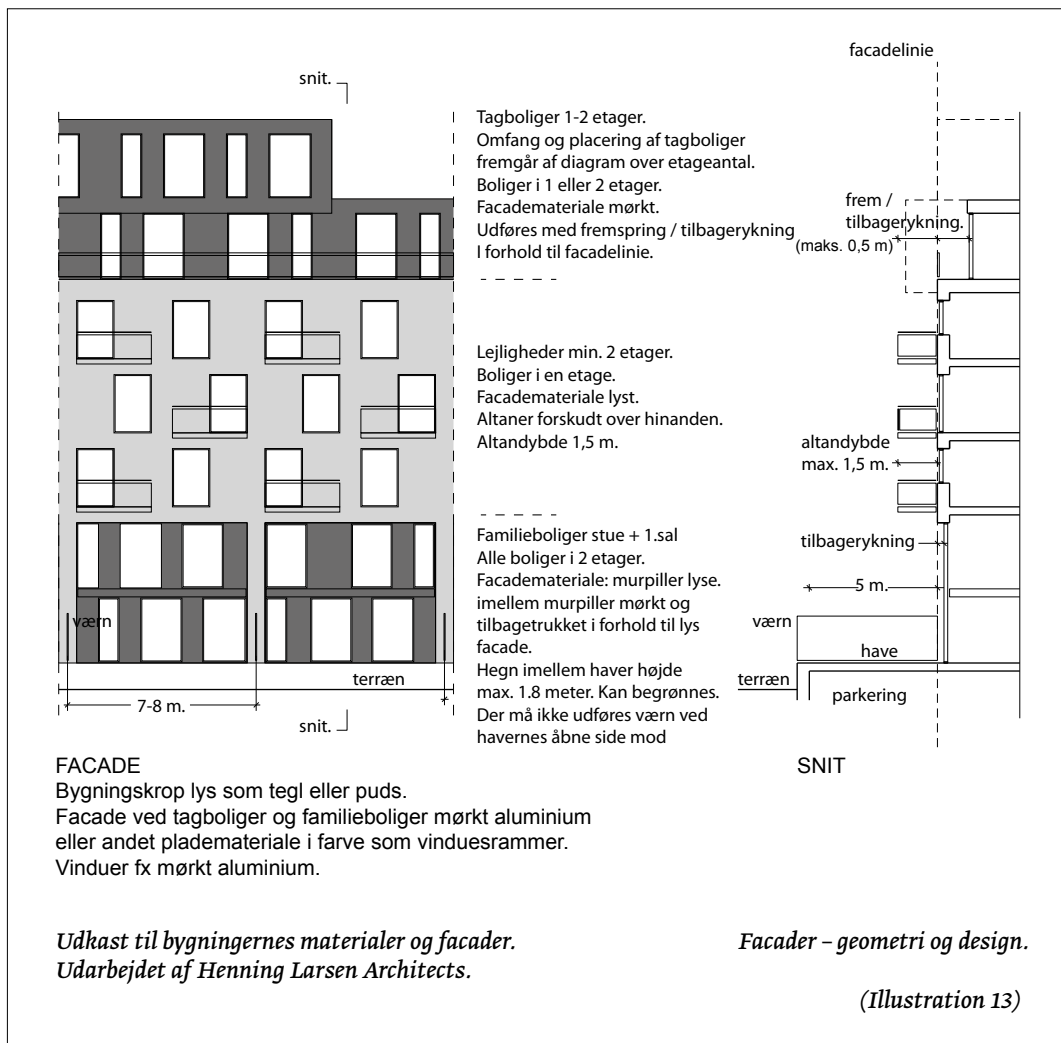 facadelinie
snit.
Tagboliger 1-2 etager.
Omfang og placering af tagboliger
fremgår af diagram over etageantal.
Boliger i 1 eller 2 etager.
Facademateriale mørkt.
Udføres med fremspring / tilbagerykning
I forhold til facadelinie.
frem /
tilbagerykning.
(maks. 0,5 m)
Lejligheder min. 2 etager.
Boliger i en etage.
Facademateriale lyst.
Altaner forskudt over hinanden.
Altandybde 1,5 m.
altandybde
max. 1,5 m.
Familieboliger stue + 1.sal
Alle boliger i 2 etager.
Facademateriale: murpiller lyse.
imellem murpiller mørkt og
tilbagetrukket i forhold til lys
facade.
Hegn imellem haver højde
max. 1.8 meter. Kan begrønnes.
Der må ikke udføres værn ved
havernes åbne side mod
tilbagerykning
5 m.
værn
have
terræn
parkering
værn
terræn
7-8 m.
snit.
FACADE
Bygningskrop lys som tegl eller puds.
Facade ved tagboliger og familieboliger mørkt aluminium
eller andet plademateriale i farve som vinduesrammer.
Vinduer fx mørkt aluminium.
SNIT
Udkast til bygningernes materialer og facader.
Udarbejdet af Henning Larsen Architects.
Facader – geometri og design.
(Illustration 13)